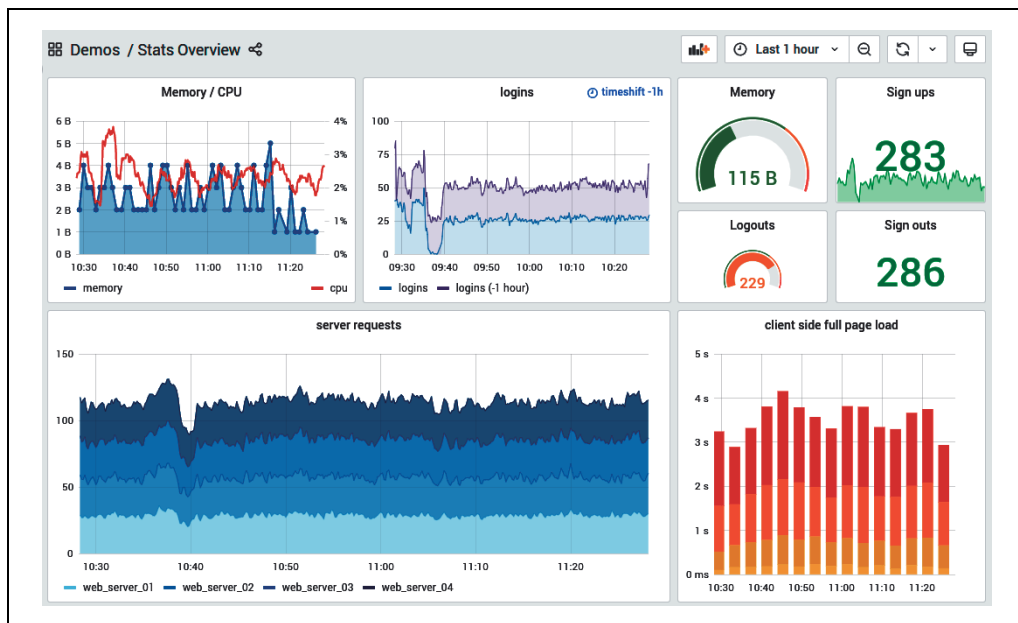 Demos / Stats Overview
Last 1 hour
Memory / CPU
6 B
5 B
4 B
3 B
2 B
1 B
0 B
4%
3%
2%
1%
0%
10:30 10:40 10:50 11:00 11:10 11:20
memory
cpu
logins
timeshift -1h
100
75
50
25
0
09:30 09:40 09:50 10:00 10:10 10:20
logins logins (-1 hour)
Memory
115 B
Sign ups
283
Logouts
229
Sign outs
286
server requests
150
100
50
0
10:30 10:40 10:50 11:00 11:10 11:20
web_server_01 web_server_02 web_server_03 web_server_04
client side full page load
5 s
4 s
3 s
2 s
1 s
0 ms
10:30 10:40 10:50 11:00 11:10 11:20